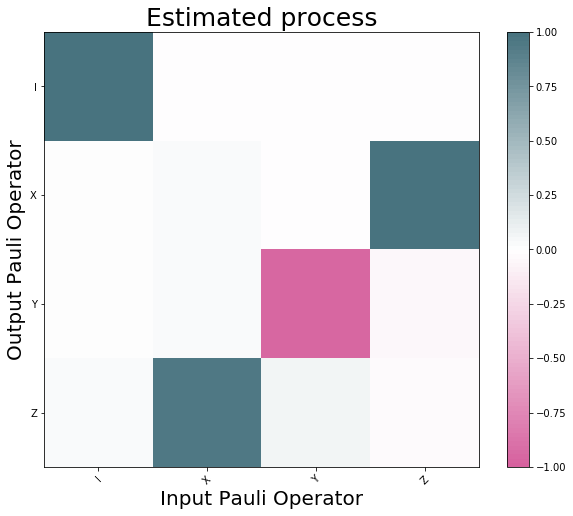 Estimated process
Output Pauli Operator
I
X
Y
Z
I
X
Y
Z
Input Pauli Operator
1.00
0.75
0.50
0.25
0.00
−0.25
−0.50
−0.75
−1.00